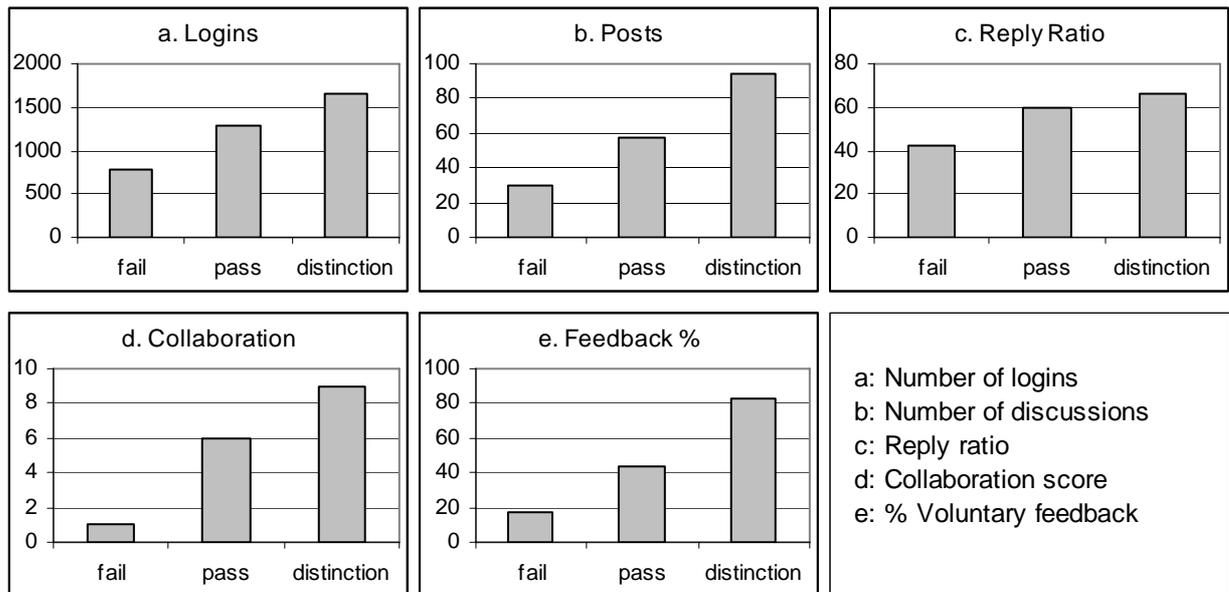 a. Logins
2000
1500
1000
500
0
fail pass distinction
b. Posts
100
80
60
40
20
0
fail pass distinction
c. Reply Ratio
80
60
40
20
0
fail pass distinction
d. Collaboration
10
8
6
4
2
0
fail pass distinction
e. Feedback %
100
80
60
40
20
0
fail pass distinction
a: Number of logins
b: Number of discussions
c: Reply ratio
d: Collaboration score
e: % Voluntary feedback